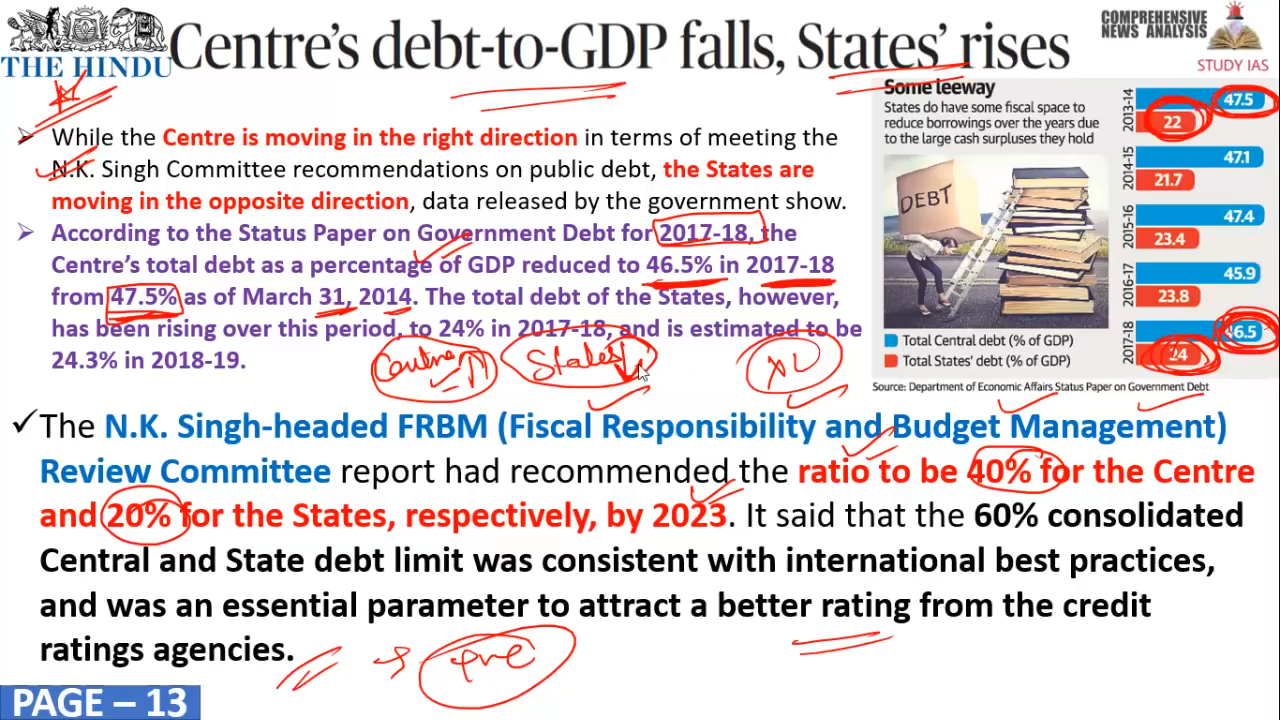 THE HINDU
Centre's debt-to-GDP falls, States' rises
COMPREHENSIVE
NEWS ANALYSIS
STUDY IAS
➢ While the Centre is moving in the right direction in terms of meeting the
N.K. Singh Committee recommendations on public debt, the States are
moving in the opposite direction, data released by the government show.
➢ According to the Status Paper on Government Debt for 2017-18, the
Centre's total debt as a percentage of GDP reduced to 46.5% in 2017-18
from 47.5% as of March 31, 2014. The total debt of the States, however,
has been rising over this period, to 24% in 2017-18, and is estimated to be
24.3% in 2018-19.
Centre
States
Some leeway
States do have some fiscal space to
reduce borrowings over the years due
to the large cash surpluses they hold
DEBT
Total Central debt (% of GDP)
Total States' debt (% of GDP)
2013-14
47.5
22
2014-15
47.1
21.7
2015-16
47.4
23.4
2016-17
45.9
23.8
2017-18
46.5
24
Source: Department of Economic Affairs Status Paper on Government Debt
✓ The N.K. Singh-headed FRBM (Fiscal Responsibility and Budget Management)
Review Committee report had recommended the ratio to be 40% for the Centre
and 20% for the States, respectively, by 2023. It said that the 60% consolidated
Central and State debt limit was consistent with international best practices,
and was an essential parameter to attract a better rating from the credit
ratings agencies.
+ve
PAGE – 13